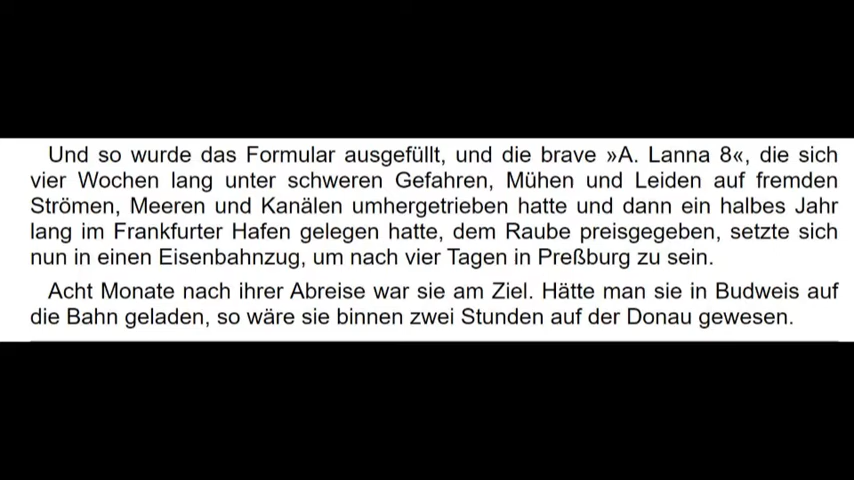 Und so wurde das Formular ausgefüllt, und die brave »A. Lanna 8«, die sich
vier Wochen lang unter schweren Gefahren, Mühen und Leiden auf fremden
Strömen, Meeren und Kanälen umhergetrieben hatte und dann ein halbes Jahr
lang im Frankfurter Hafen gelegen hatte, dem Raube preisgegeben, setzte sich
nun in einen Eisenbahnzug, um nach vier Tagen in Preßburg zu sein.
Acht Monate nach ihrer Abreise war sie am Ziel. Hätte man sie in Budweis auf
die Bahn geladen, so wäre sie binnen zwei Stunden auf der Donau gewesen.